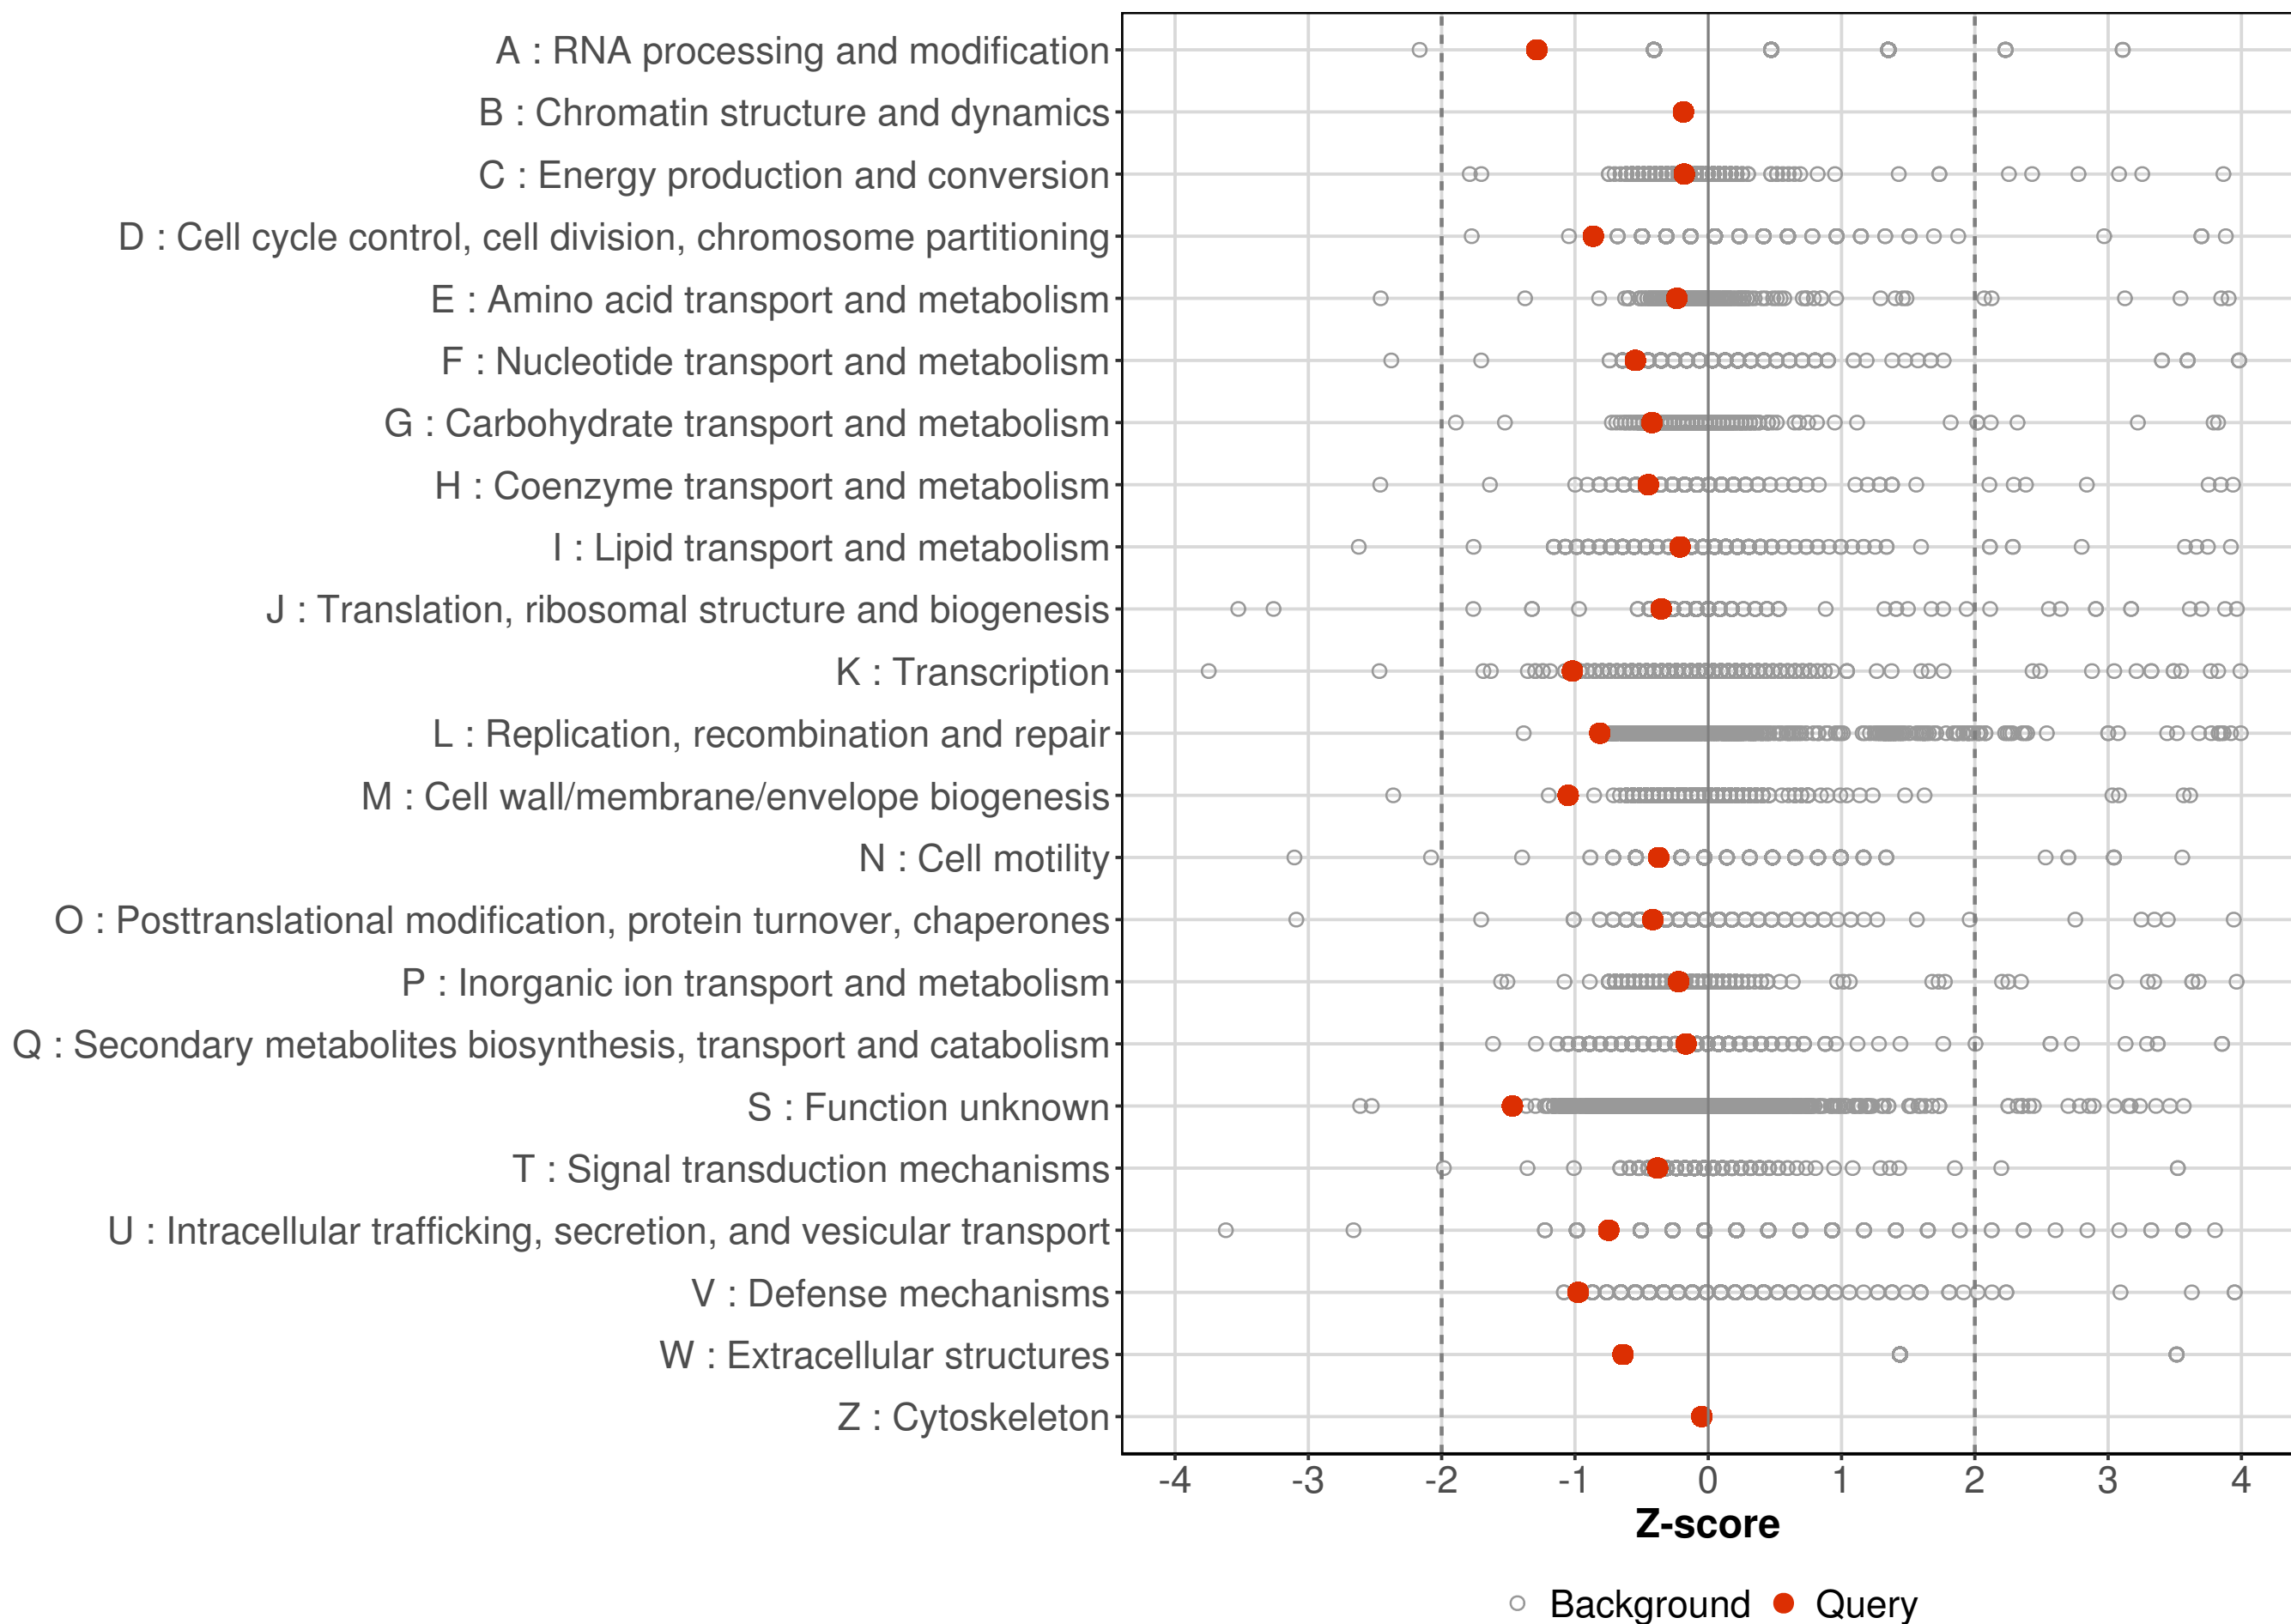 A : RNA processing and modification
B : Chromatin structure and dynamics
C : Energy production and conversion
D : Cell cycle control, cell division, chromosome partitioning
E : Amino acid transport and metabolism
F : Nucleotide transport and metabolism
G : Carbohydrate transport and metabolism
H : Coenzyme transport and metabolism
I : Lipid transport and metabolism
J : Translation, ribosomal structure and biogenesis
K : Transcription
L : Replication, recombination and repair
M : Cell wall/membrane/envelope biogenesis
N : Cell motility
O : Posttranslational modification, protein turnover, chaperones
P : Inorganic ion transport and metabolism
Q : Secondary metabolites biosynthesis, transport and catabolism
S : Function unknown
T : Signal transduction mechanisms
U : Intracellular trafficking, secretion, and vesicular transport
V : Defense mechanisms
W : Extracellular structures
Z : Cytoskeleton
-4 -3 -2 -1 0 1 2 3 4
Z-score
Background Query